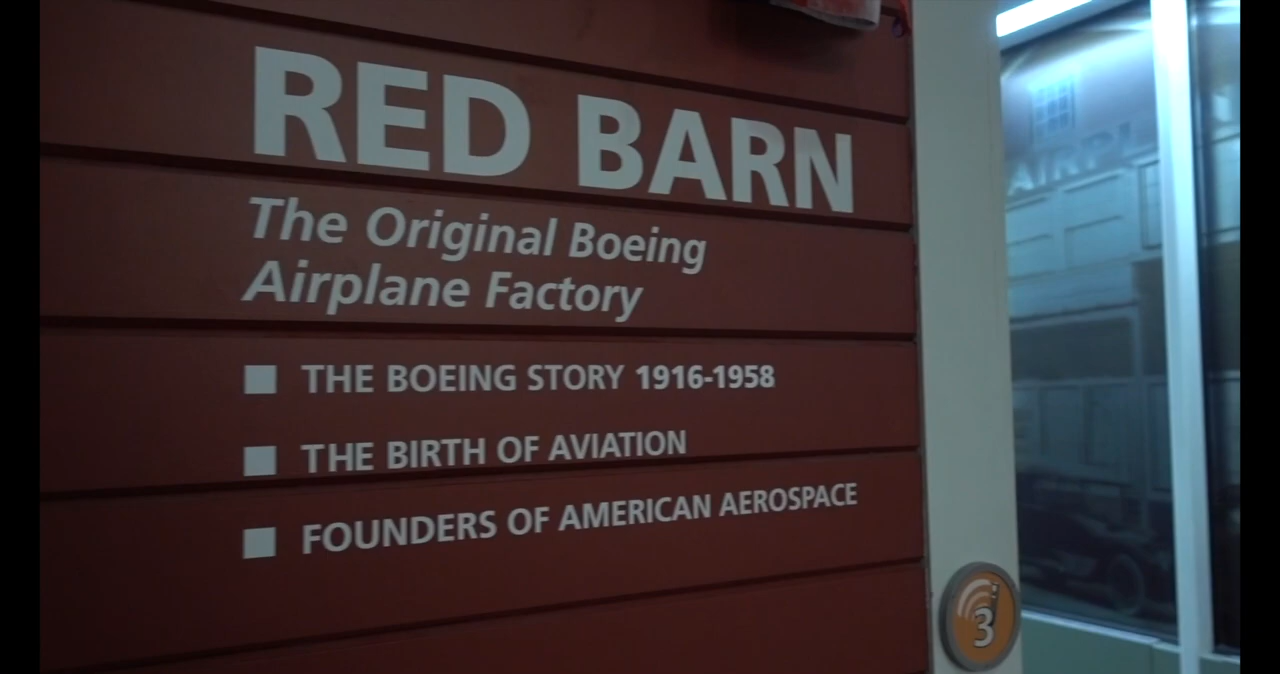 RED BARN
The Original Boeing
Airplane Factory
THE BOEING STORY 1916-1958
THE BIRTH OF AVIATION
FOUNDERS OF AMERICAN AEROSPACE
3